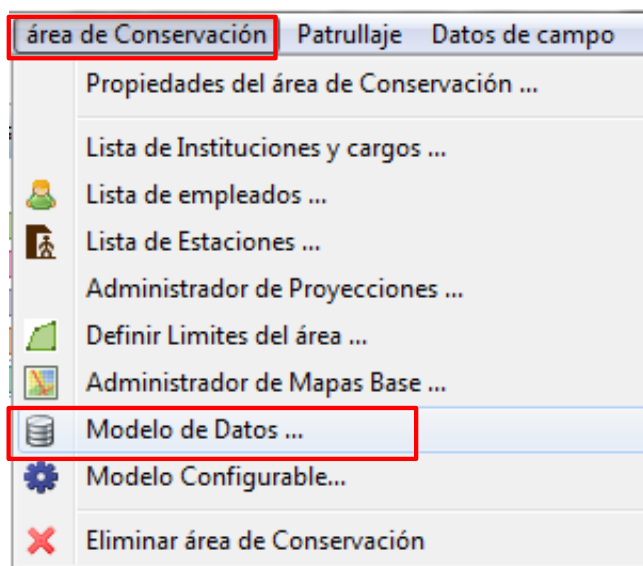 área de Conservación Patrullaje Datos de campo
Propiedades del área de Conservación ...
Lista de Instituciones y cargos ...
Lista de empleados ...
Lista de Estaciones ...
Administrador de Proyecciones ...
Definir Limites del área ...
Administrador de Mapas Base ...
Modelo de Datos ...
Modelo Configurable...
Eliminar área de Conservación